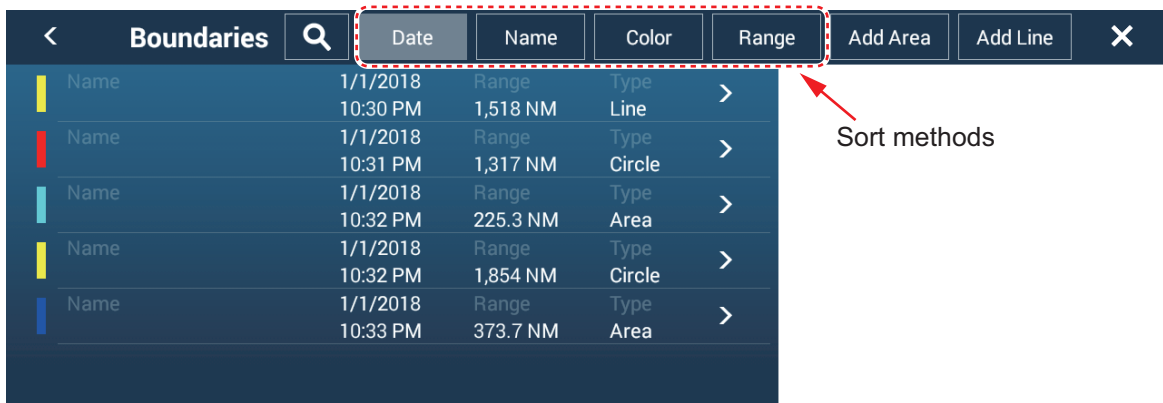 Boundaries Date Name Color Range Add Area Add Line
Name 1/1/2018 Range Type
10:30 PM 1,518 NM Line
Sort methods
Name 1/1/2018 Range Type
10:31 PM 1,317 NM Circle
Name 1/1/2018 Range Type
10:32 PM 225.3 NM Area
Name 1/1/2018 Range Type
10:32 PM 1,854 NM Circle
Name 1/1/2018 Range Type
10:33 PM 373.7 NM Area